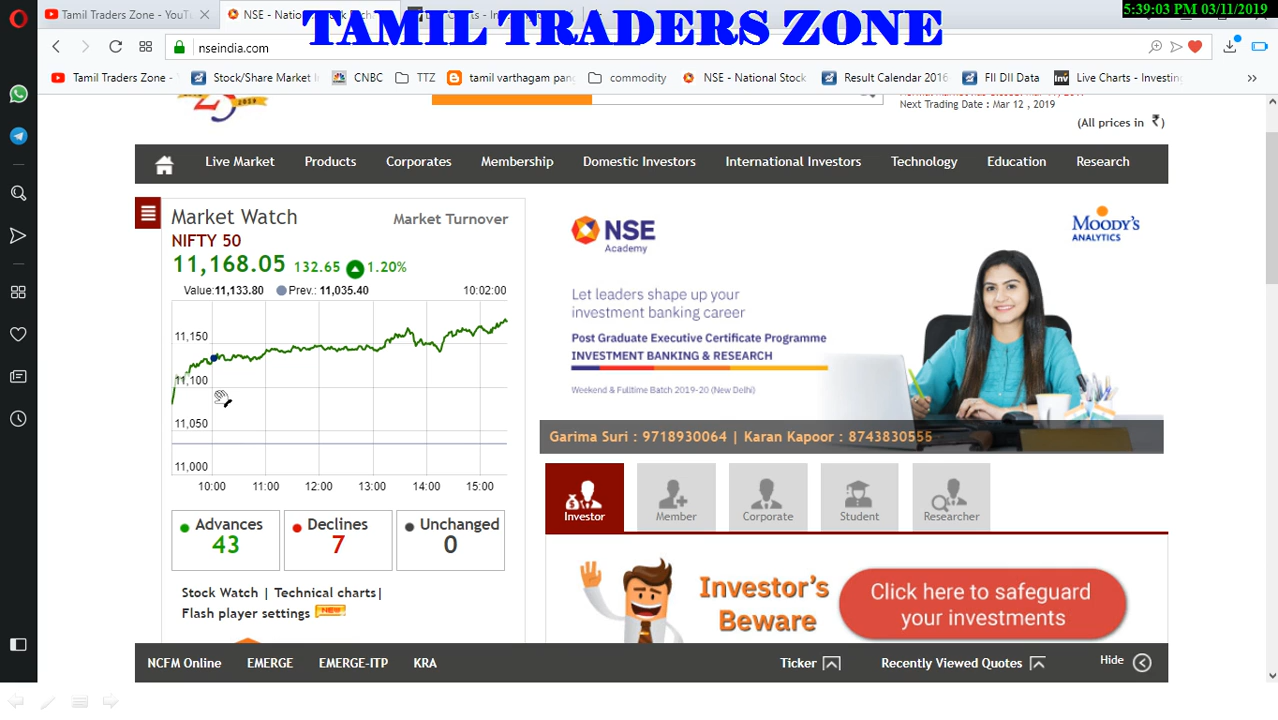 Tamil Traders Zone - YouT
NSE - Nation
TAMIL TRADERS ZONE
5:39:03 PM 03/11/2019
nseindia.com
Tamil Traders Zone -
Stock/Share Market
CNBC
TTZ
tamil varthagam pan
commodity
NSE - National Stock
Result Calendar 2016
FII DII Data
Inv
Live Charts - Investin
25 2019
Next Trading Date : Mar 12 , 2019
(All prices in ₹)
Live Market
Products
Corporates
Membership
Domestic Investors
International Investors
Technology
Education
Research
Market Watch
Market Turnover
NIFTY 50
11,168.05 132.65 1.20%
Value:11,133.80 Prev.: 11,035.40 10:02:00
11,150
11,100
11,050
11,000
10:00 11:00 12:00 13:00 14:00 15:00
Advances
43
Declines
7
Unchanged
0
Stock Watch | Technical charts|
Flash player settings NEW
NSE
Academy
MOODY'S
ANALYTICS
Let leaders shape up your
investment banking career
Post Graduate Executive Certificate Programme
INVESTMENT BANKING & RESEARCH
Weekend & Fulltime Batch 2019-20 (New Delhi)
Garima Suri : 9718930064 | Karan Kapoor : 8743830555
Investor
Member
Corporate
Student
Researcher
Investor's
Beware
Click here to safeguard
your investments
NCFM Online
EMERGE
EMERGE-ITP
KRA
Ticker
Recently Viewed Quotes
Hide